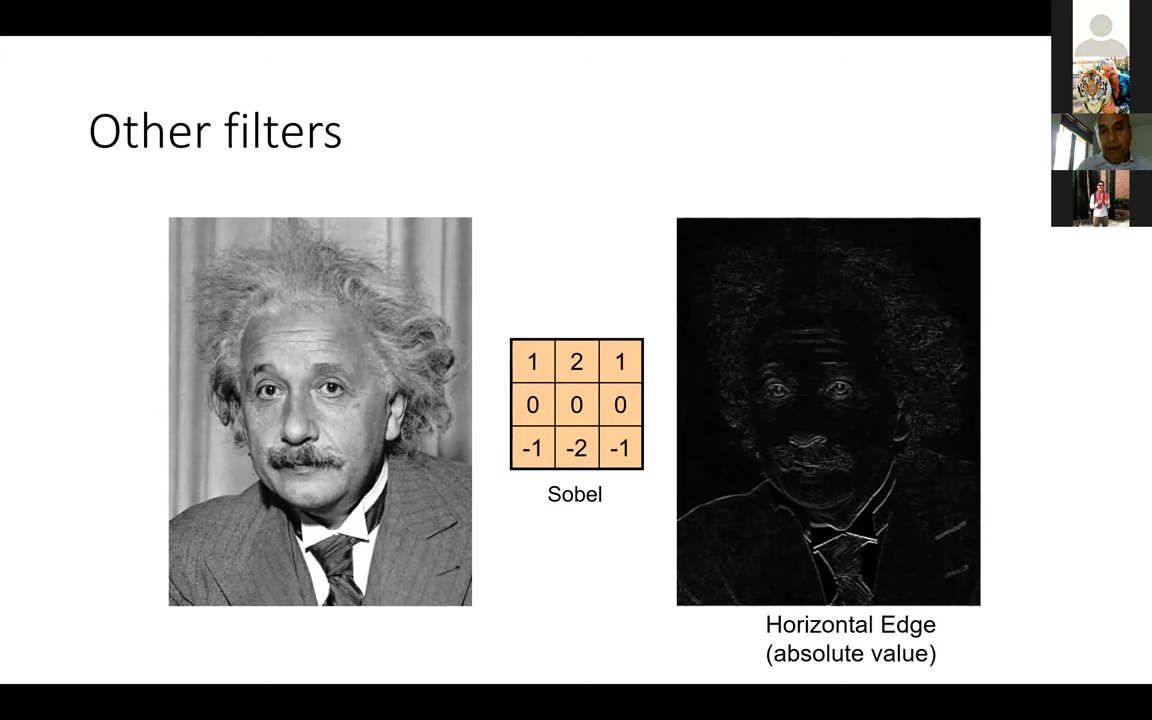 Other filters
1 2 1
0 0 0
-1 -2 -1
Sobel
Horizontal Edge
(absolute value)